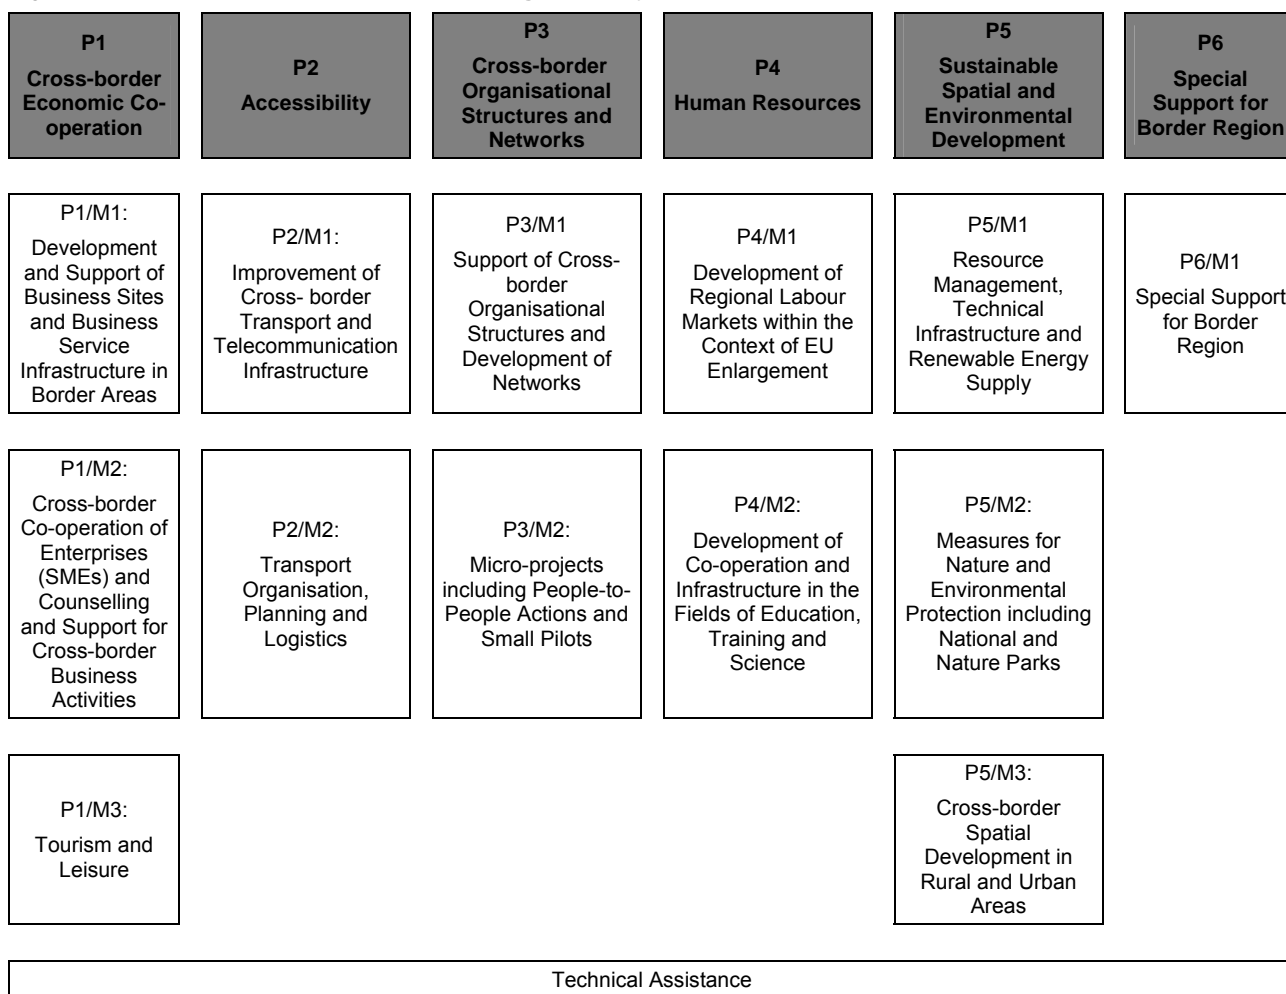 P1
Cross-border
Economic Co-
operation
P2
Accessibility
P3
Cross-border
Organisational
Structures and
Networks
P4
Human Resources
P5
Sustainable
Spatial and
Environmental
Development
P6
Special
Support for
Border Region
P1/M1:
Development
and Support of
Business Sites
and Business
Service
Infrastructure in
Border Areas
P2/M1:
Improvement of
Cross- border
Transport and
Telecommunication
Infrastructure
P3/M1
Support of Cross-
border
Organisational
Structures and
Development of
Networks
P4/M1
Development of
Regional Labour
Markets within the
Context of EU
Enlargement
P5/M1
Resource
Management,
Technical
Infrastructure and
Renewable Energy
Supply
P6/M1
Special Support
for Border
Region
P1/M2:
Cross-border
Co-operation of
Enterprises
(SMEs) and
Counselling
and Support for
Cross-border
Business
Activities
P2/M2:
Transport
Organisation,
Planning and
Logistics
P3/M2:
Micro-projects
including People-to-
People Actions and
Small Pilots
P4/M2:
Development of
Co-operation and
Infrastructure in the
Fields of Education,
Training and
Science
P5/M2:
Measures for
Nature and
Environmental
Protection including
National and
Nature Parks
P1/M3:
Tourism and
Leisure
P5/M3:
Cross-border
Spatial
Development in
Rural and Urban
Areas
Technical Assistance